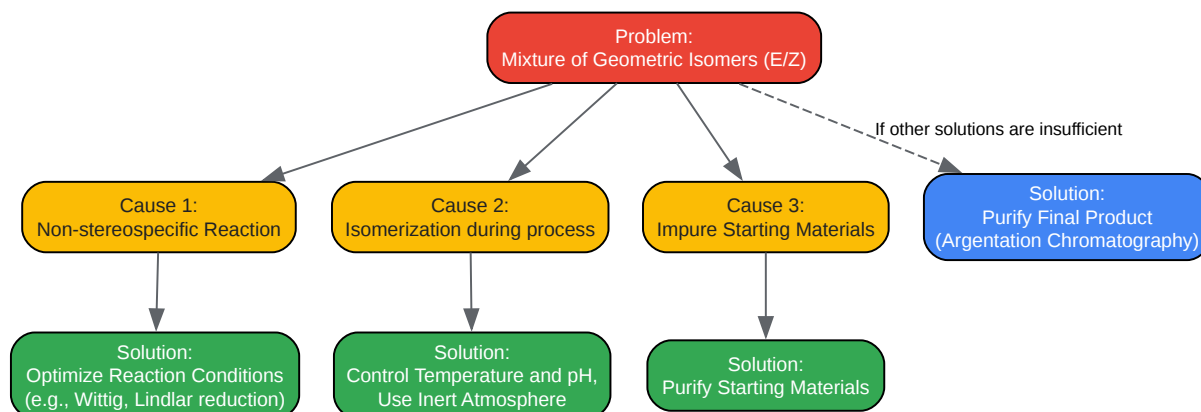 Problem:
Mixture of Geometric Isomers (E/Z)
If other solutions are insufficient
Cause 1:
Non-stereospecific Reaction
Cause 2:
Isomerization during process
Cause 3:
Impure Starting Materials
Solution:
Purify Final Product
(Argentation Chromatography)
Solution:
Optimize Reaction Conditions
(e.g., Wittig, Lindlar reduction)
Solution:
Control Temperature and pH,
Use Inert Atmosphere
Solution:
Purify Starting Materials